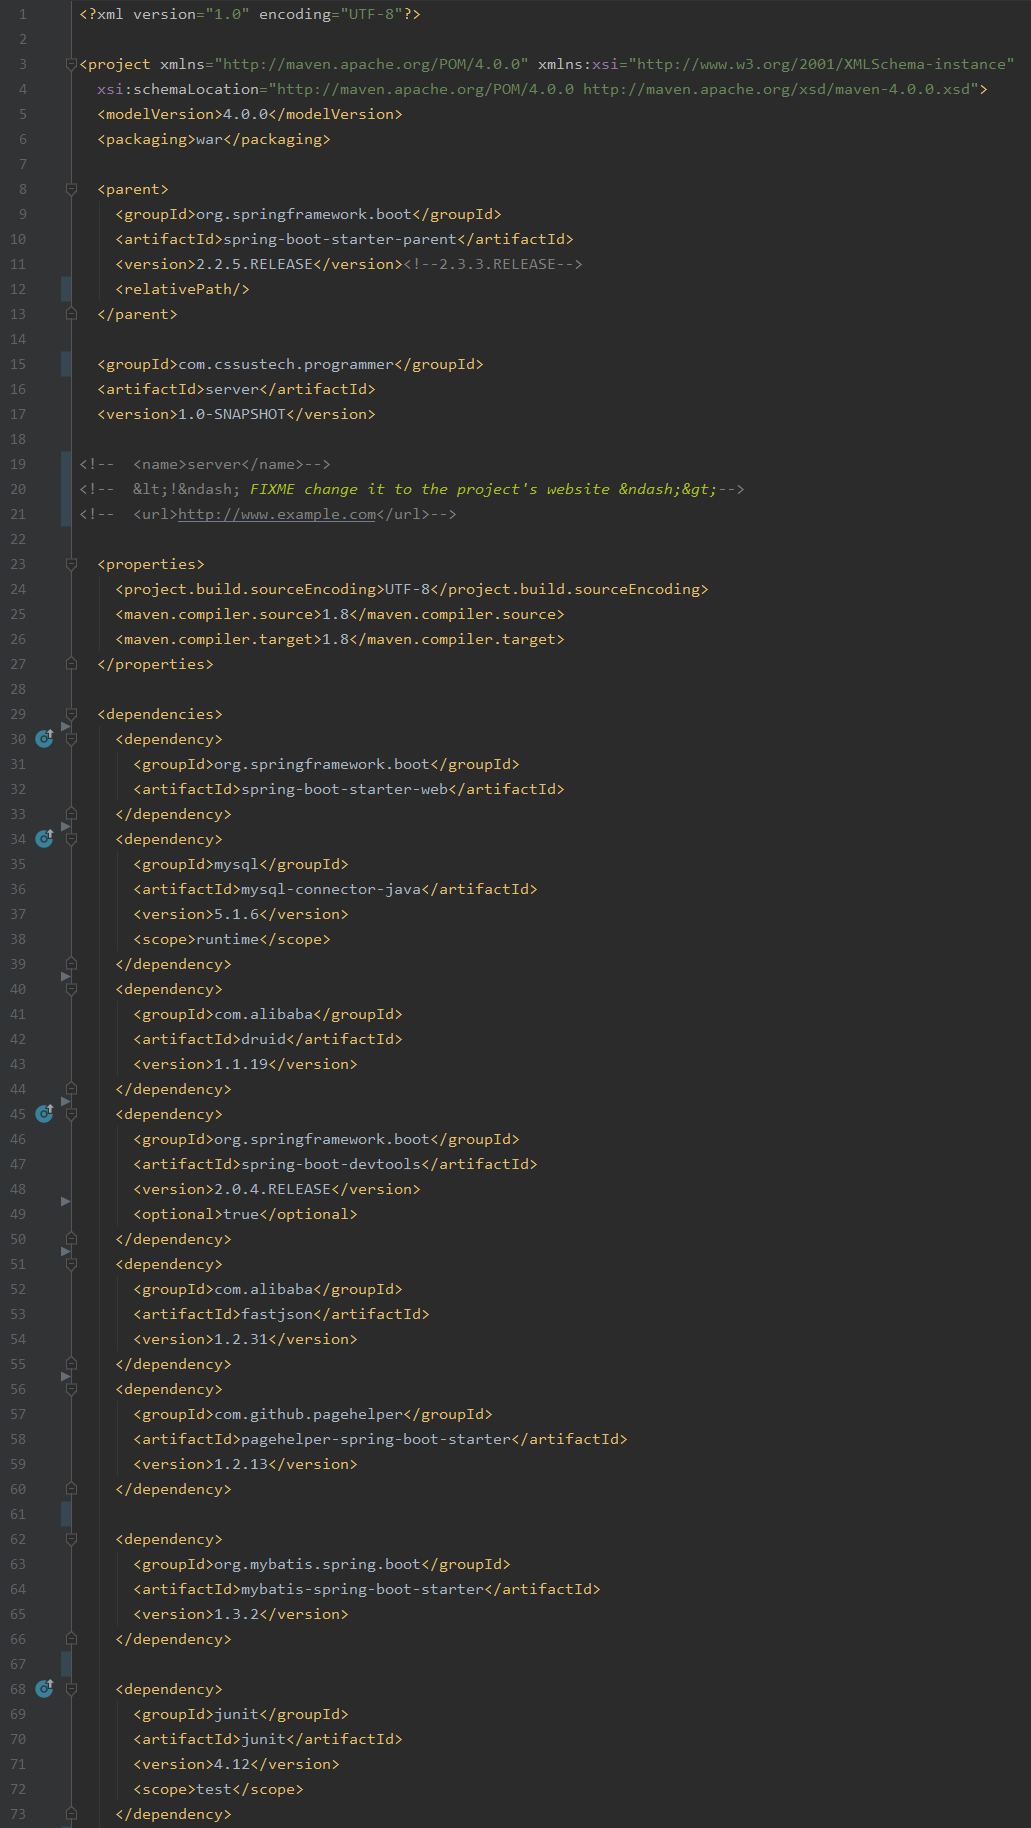 1 <?xml version="1.0" encoding="UTF-8"?>
2
3 <project xmlns="http://maven.apache.org/POM/4.0.0" xmlns:xsi="http://www.w3.org/2001/XMLSchema-instance"
4   xsi:schemaLocation="http://maven.apache.org/POM/4.0.0 http://maven.apache.org/xsd/maven-4.0.0.xsd">
5   <modelVersion>4.0.0</modelVersion>
6   <packaging>war</packaging>
7
8   <parent>
9     <groupId>org.springframework.boot</groupId>
10     <artifactId>spring-boot-starter-parent</artifactId>
11     <version>2.2.5.RELEASE</version><!--2.3.3.RELEASE-->
12     <relativePath/>
13   </parent>
14
15   <groupId>com.cssustech.programmer</groupId>
16   <artifactId>server</artifactId>
17   <version>1.0-SNAPSHOT</version>
18
19 <!--  <name>server</name>-->
20 <!--  &lt;!&ndash; FIXME change it to the project's website &ndash;&gt;-->
21 <!--  <url>http://www.example.com</url>-->
22
23   <properties>
24     <project.build.sourceEncoding>UTF-8</project.build.sourceEncoding>
25     <maven.compiler.source>1.8</maven.compiler.source>
26     <maven.compiler.target>1.8</maven.compiler.target>
27   </properties>
28
29   <dependencies>
30     <dependency>
31       <groupId>org.springframework.boot</groupId>
32       <artifactId>spring-boot-starter-web</artifactId>
33     </dependency>
34     <dependency>
35       <groupId>mysql</groupId>
36       <artifactId>mysql-connector-java</artifactId>
37       <version>5.1.6</version>
38       <scope>runtime</scope>
39     </dependency>
40     <dependency>
41       <groupId>com.alibaba</groupId>
42       <artifactId>druid</artifactId>
43       <version>1.1.19</version>
44     </dependency>
45     <dependency>
46       <groupId>org.springframework.boot</groupId>
47       <artifactId>spring-boot-devtools</artifactId>
48       <version>2.0.4.RELEASE</version>
49       <optional>true</optional>
50     </dependency>
51     <dependency>
52       <groupId>com.alibaba</groupId>
53       <artifactId>fastjson</artifactId>
54       <version>1.2.31</version>
55     </dependency>
56     <dependency>
57       <groupId>com.github.pagehelper</groupId>
58       <artifactId>pagehelper-spring-boot-starter</artifactId>
59       <version>1.2.13</version>
60     </dependency>
61
62     <dependency>
63       <groupId>org.mybatis.spring.boot</groupId>
64       <artifactId>mybatis-spring-boot-starter</artifactId>
65       <version>1.3.2</version>
66     </dependency>
67
68     <dependency>
69       <groupId>junit</groupId>
70       <artifactId>junit</artifactId>
71       <version>4.12</version>
72       <scope>test</scope>
73     </dependency>